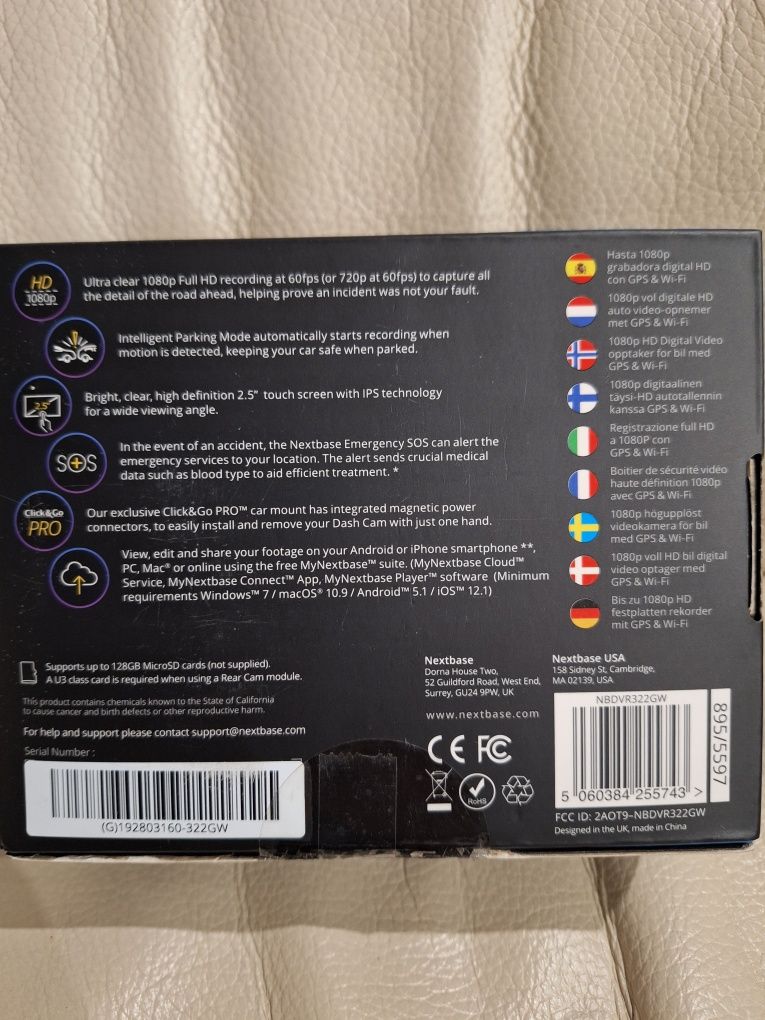 HD
1080p
Ultra clear 1080p Full HD recording at 60fps (or 720p at 60fps) to capture all
the detail of the road ahead, helping prove an incident was not your fault.
Intelligent Parking Mode automatically starts recording when
motion is detected, keeping your car safe when parked.
2.5"
Bright, clear, high definition 2.5" touch screen with IPS technology
for a wide viewing angle.
SOS
In the event of an accident, the Nextbase Emergency SOS can alert the
emergency services to your location. The alert sends crucial medical
data such as blood type to aid efficient treatment. *
Click&Go
PRO
Our exclusive Click&Go PRO™ car mount has integrated magnetic power
connectors, to easily install and remove your Dash Cam with just one hand.
View, edit and share your footage on your Android or iPhone smartphone **,
PC, Mac® or online using the free MyNextbase™ suite. (MyNextbase Cloud™
Service, MyNextbase Connect™ App, MyNextbase Player™ software (Minimum
requirements Windows™ 7 / macOS® 10.9 / Android™ 5.1 / iOS™ 12.1)
Hasta 1080p
grabadora digital HD
con GPS & Wi-Fi
1080p vol digitale HD
auto video-opnemer
met GPS & Wi-Fi
1080p HD Digital Video
opptaker for bil med
GPS & Wi-Fi
1080p digitaalinen
täysi-HD autotallennin
kanssa GPS & Wi-Fi
Registrazione full HD
a 1080P con
GPS & Wi-Fi
Boitier de sécurité vidéo
haute définition 1080p
avec GPS & Wi-Fi
1080p högupplöst
videokamera för bil
med GPS & Wi-Fi
1080p voll HD bil digital
video optager med
GPS & Wi-Fi
Bis zu 1080p HD
festplatten rekorder
mit GPS & Wi-Fi
Supports up to 128GB MicroSD cards (not supplied).
A U3 class card is required when using a Rear Cam module.
This product contains chemicals known to the State of California
to cause cancer and birth defects or other reproductive harm.
For help and support please contact support@nextbase.com
Serial Number :
(G)192803160-322GW
Nextbase
Dorna House Two,
52 Guildford Road, West End,
Surrey, GU24 9PW, UK
www.nextbase.com
CE FC
RoHS
Nextbase USA
158 Sidney St, Cambridge,
MA 02139, USA
NBDVR322GW
5 060384 255743 >
895/5597
FCC ID: 2AOT9-NBDVR322GW
Designed in the UK, made in China